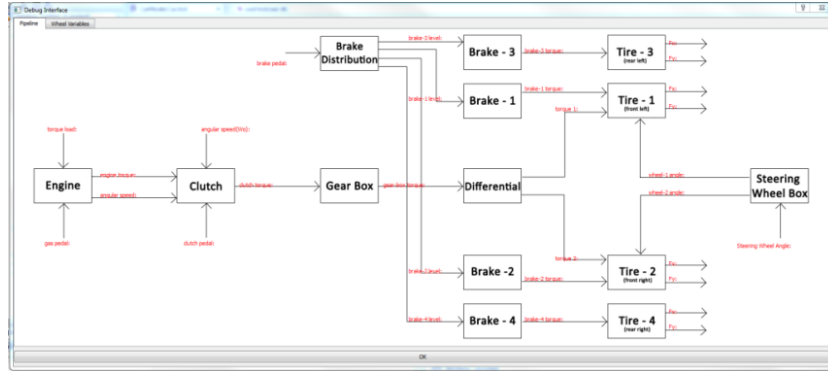 Debug Interface
Pipeline
Wheel Variables
brake pedal:
Brake
Distribution
brake-3 level:
Brake - 3
brake-3 torque:
Tire - 3
(rear left)
Fx:
Fy:
brake-1 level:
Brake - 1
brake-1 torque:
torque 1:
Tire - 1
(front left)
Fx:
Fy:
torque load:
angular speed(Wx):
Engine
engine torque:
angular speed:
gas pedal:
Clutch
clutch pedal:
clutch torque:
Gear Box
gear box torque:
Differential
wheel-1 angle:
wheel-2 angle:
Steering
Wheel Box
Steering Wheel Angle:
brake-2 level:
Brake -2
torque 2:
brake-2 torque:
Tire - 2
(front right)
Fx:
Fy:
brake-4 level:
Brake - 4
brake-4 torque:
Tire - 4
(rear right)
Fx:
Fy:
OK